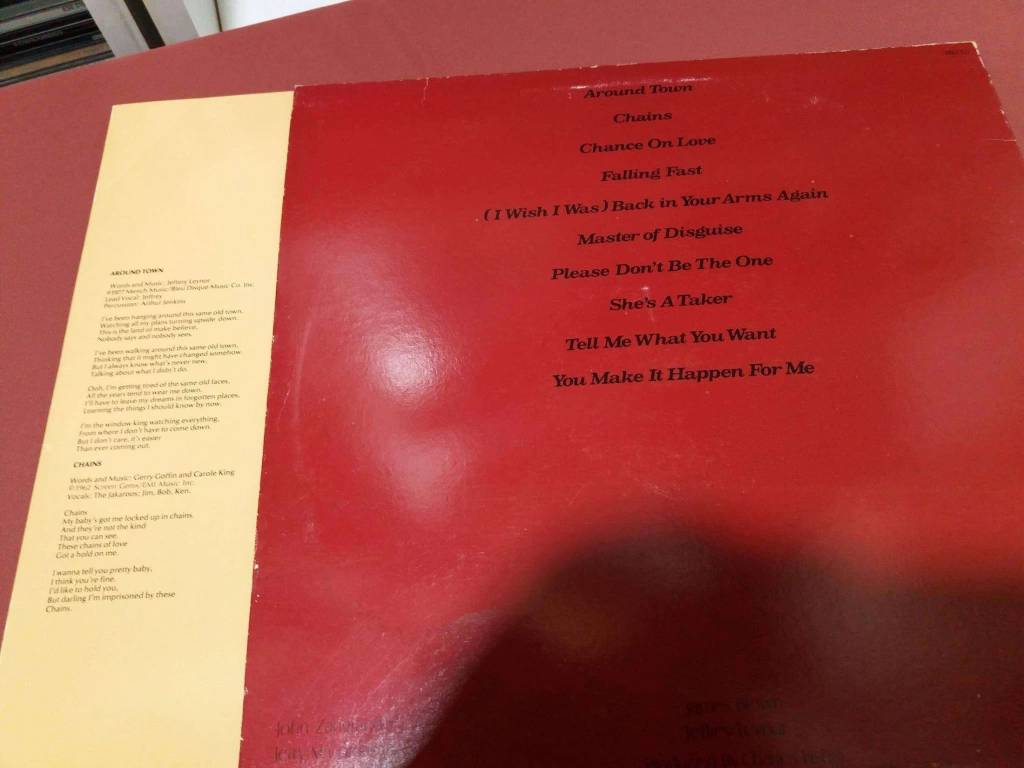 AROUND TOWN
Words and Music: Jeffery Leynor
©1987 Mensch Music/Bleu Disque Music Co. Inc.
Lead Vocal: Jeffrey
Percussion: Arthur Jenkins
I've been hanging around this same old town,
Watching all my plans turning upside down.
This is the land of make believe,
Nobody says and nobody sees.
I've been walking around this same old town,
Thinking that it might have changed somehow.
But I always know what's never new,
Talking about what I didn't do.
Ooh, I'm getting tired of the same old faces,
All the years tend to wear me down.
I'll have to leave my dreams in forgotten places,
Learning the things I should know by now.
I'm the window king watching everything,
From where I don't have to come down.
But I don't care, it's easier
Than ever coming out.
CHAINS
Words and Music: Gerry Goffin and Carole King
©1962 Screen Gems/EMI Music Inc.
Vocals: The Jakaroos; Jim, Bob, Ken.
Chains
My baby's got me locked up in chains.
And they're not the kind
That you can see.
These chains of love
Got a hold on me.
I wanna tell you pretty baby,
I think you're fine.
I'd like to hold you,
But darling I'm imprisoned by these
Chains.
Around Town
Chains
Chance On Love
Falling Fast
(I Wish I Was) Back in Your Arms Again
Master of Disguise
Please Don't Be The One
She's A Taker
Tell Me What You Want
You Make It Happen For Me
John